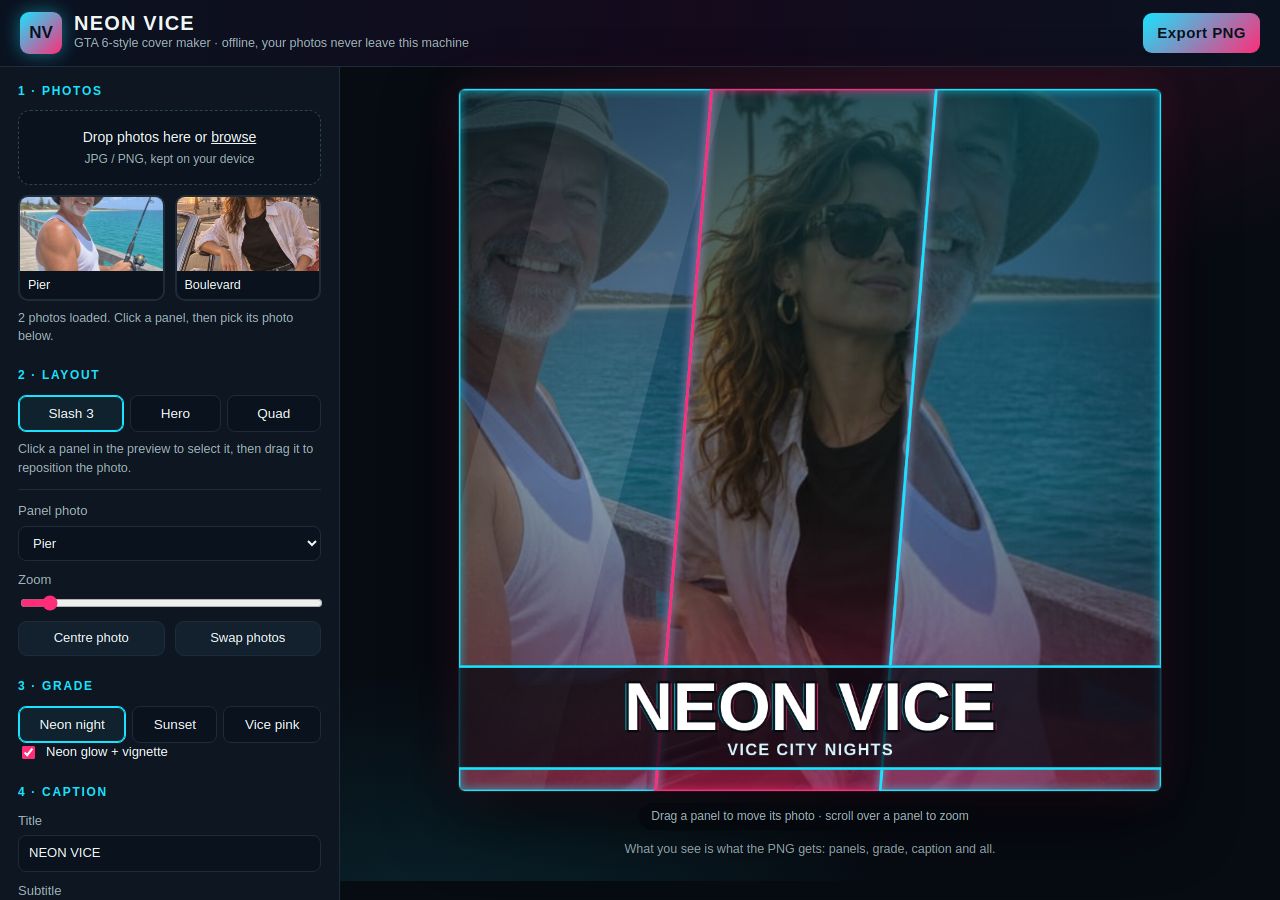 NV
NEON VICE
GTA 6-style cover maker · offline, your photos never leave this machine
Export PNG
1 · PHOTOS
Drop photos here or browse
JPG / PNG, kept on your device
Pier
Boulevard
2 photos loaded. Click a panel, then pick its photo
below.
2 · LAYOUT
Slash 3
Hero
Quad
Click a panel in the preview to select it, then drag it to
reposition the photo.
Panel photo
Pier
Zoom
Centre photo
Swap photos
3 · GRADE
Neon night
Sunset
Vice pink
Neon glow + vignette
4 · CAPTION
Title
NEON VICE
Subtitle
NEON VICE
VICE CITY NIGHTS
Drag a panel to move its photo · scroll over a panel to zoom
What you see is what the PNG gets: panels, grade, caption and all.